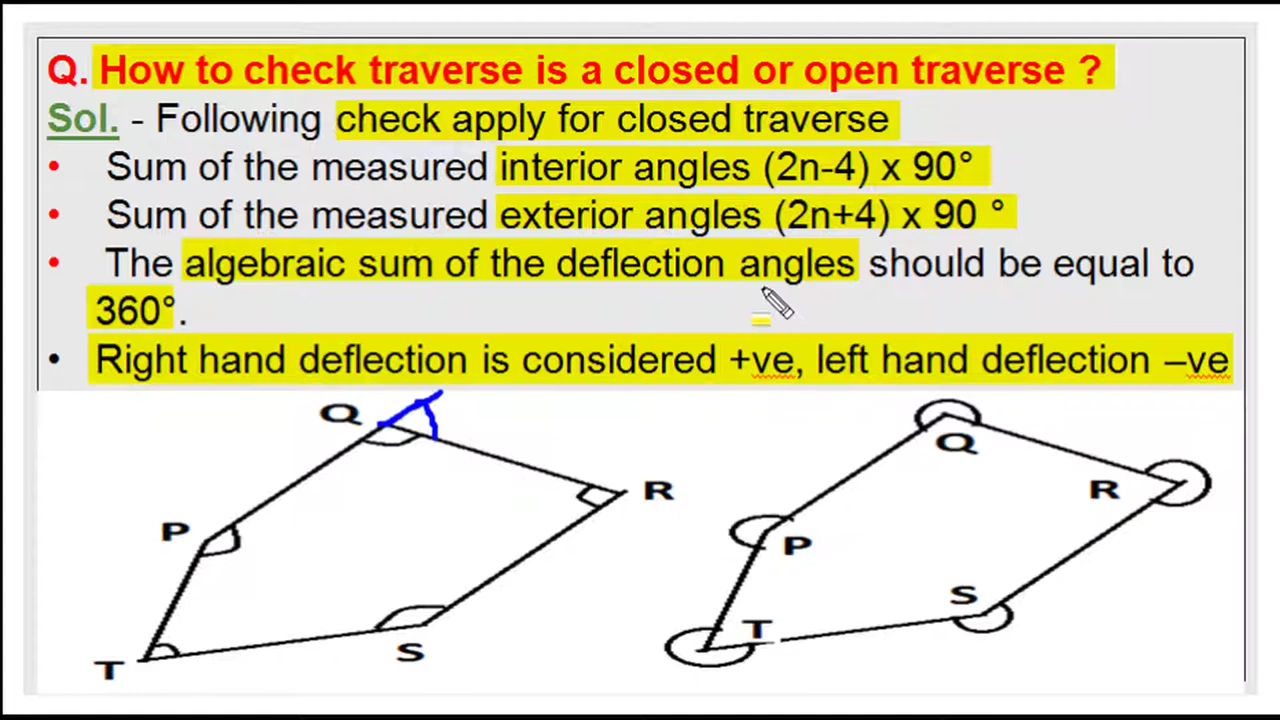 Q. How to check traverse is a closed or open traverse ?
Sol. - Following check apply for closed traverse
• Sum of the measured interior angles (2n-4) x 90°
• Sum of the measured exterior angles (2n+4) x 90 °
• The algebraic sum of the deflection angles should be equal to
360°.
• Right hand deflection is considered +ve, left hand deflection –ve
Q
R
P
S
T
Q
R
P
S
T